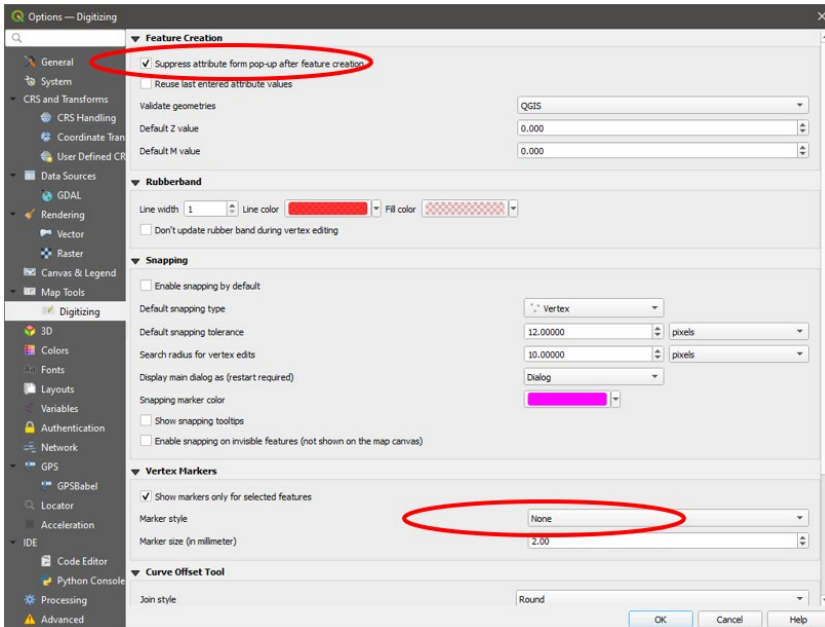 Options — Digitizing
General
System
CRS and Transforms
CRS Handling
Coordinate Tran
User Defined CR
Data Sources
GDAL
Rendering
Vector
Raster
Canvas & Legend
Map Tools
Digitizing
3D
Colors
Fonts
Layouts
Variables
Authentication
Network
GPS
GPSBabel
Locator
Acceleration
IDE
Code Editor
Python Console
Processing
Advanced
Feature Creation
Suppress attribute form pop-up after feature creation
Reuse last entered attribute values
Validate geometries QGIS
Default Z value 0.000
Default M value 0.000
Rubberband
Line width 1 Line color Fill color
Don't update rubber band during vertex editing
Snapping
Enable snapping by default
Default snapping type Vertex
Default snapping tolerance 12.00000 pixels
Search radius for vertex edits 10.00000 pixels
Display main dialog as (restart required) Dialog
Snapping marker color
Show snapping tooltips
Enable snapping on invisible features (not shown on the map canvas)
Vertex Markers
Show markers only for selected features
Marker style None
Marker size (in millimeter) 2.00
Curve Offset Tool
Join style Round
OK Cancel Help